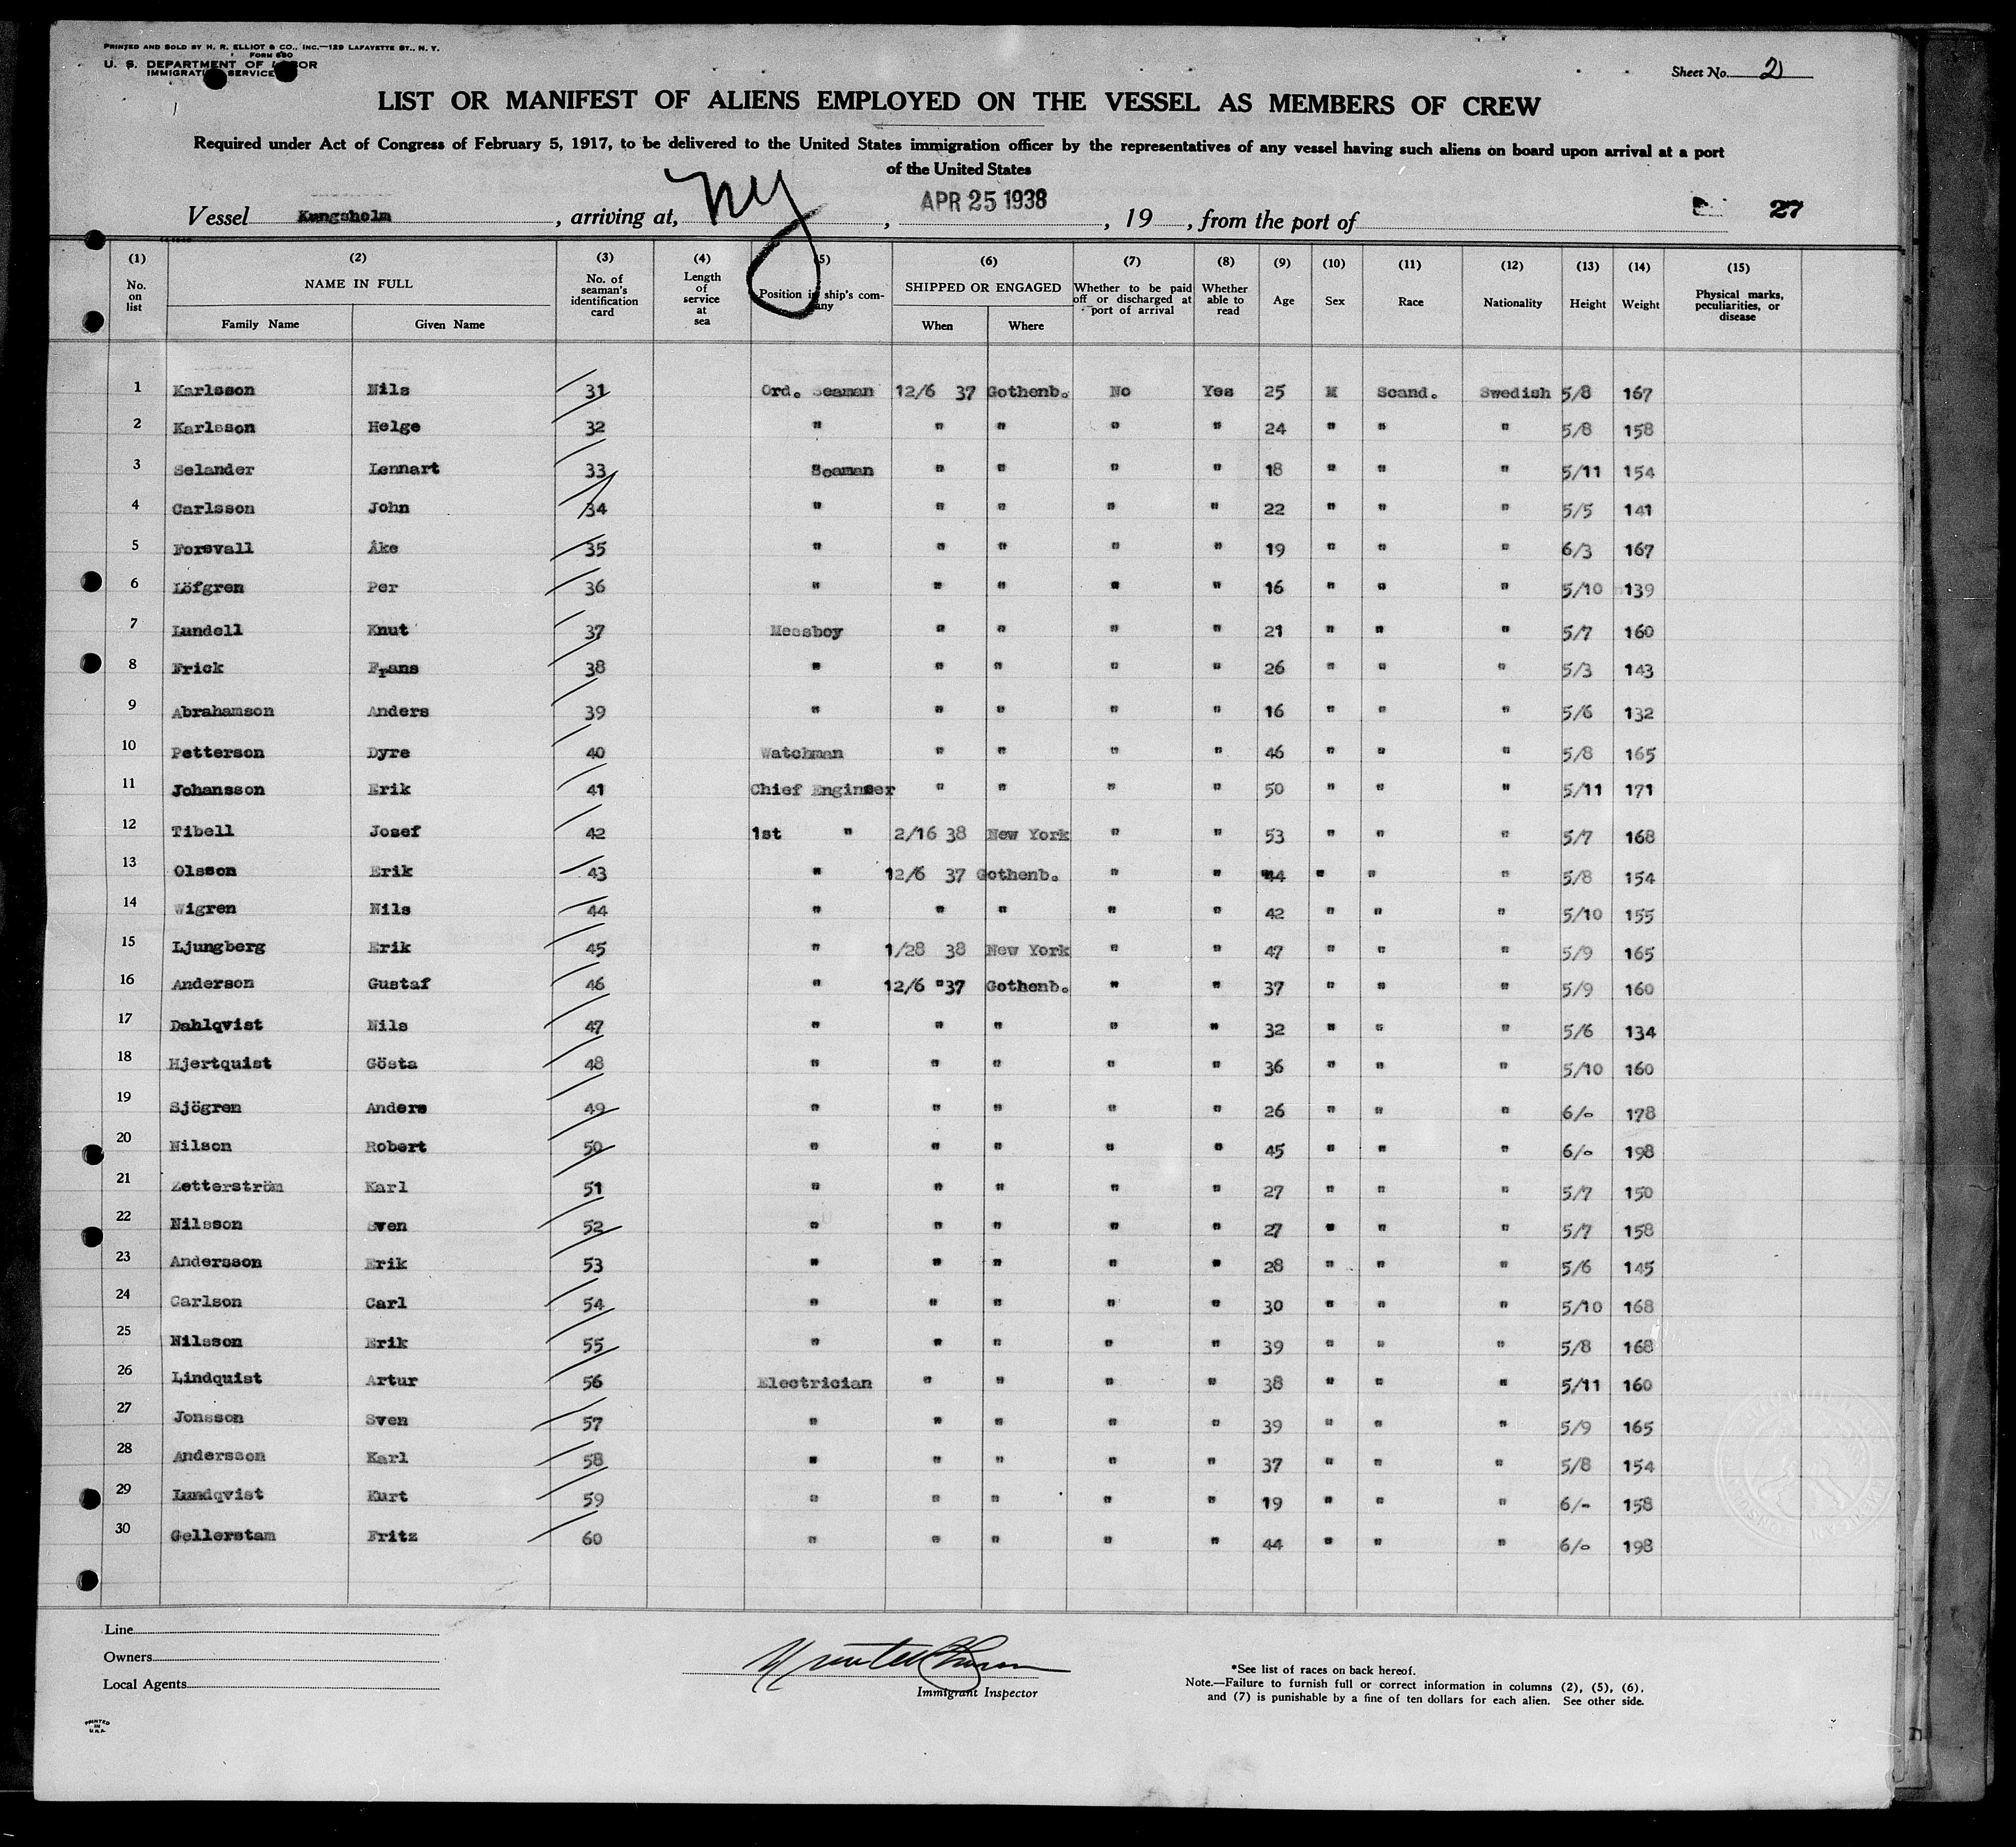 PRINTED AND SOLD BY H. R. ELLIOT & CO., INC.—129 LAFAYETTE ST., N. Y.
FORM 680
U. S. DEPARTMENT OF LABOR
IMMIGRATION SERVICE
Sheet No. 2
LIST OR MANIFEST OF ALIENS EMPLOYED ON THE VESSEL AS MEMBERS OF CREW
Required under Act of Congress of February 5, 1917, to be delivered to the United States immigration officer by the representatives of any vessel having such aliens on board upon arrival at a port
of the United States
Vessel Kungsholm, arriving at, NY, APR 25 1938, 19, from the port of 27
(1) (2) (3) (4) (5) (6) (7) (8) (9) (10) (11) (12) (13) (14) (15)
No. on list NAME IN FULL No. of seaman's identification card Length of service at sea Position in ship's company SHIPPED OR ENGAGED Whether to be paid off or discharged at port of arrival Whether able to read Age Sex Race Nationality Height Weight Physical marks, peculiarities, or disease
Family Name Given Name When Where
1 Karlsson Nils 31 Ord. Seaman 12/6 37 Gothenb. No Yes 25 M Scand. Swedish 5/8 167
2 Karlsson Helge 32 " " " " " 24 " " " 5/8 158
3 Selander Lennart 33 Seaman " " " " 18 " " " 5/11 154
4 Carlsson John 34 " " " " " 22 " " " 5/5 141
5 Forsvall Åke 35 " " " " " 19 " " " 6/3 167
6 Löfgren Per 36 " " " " " 16 " " " 5/10 139
7 Lundell Knut 37 Messboy " " " " 21 " " " 5/7 160
8 Frick Frans 38 " " " " " 26 " " " 5/3 143
9 Abrahamson Anders 39 " " " " " 16 " " " 5/6 132
10 Petterson Dyre 40 Watchman " " " " 46 " " " 5/8 165
11 Johansson Erik 41 Chief Engineer " " " " 50 " " " 5/11 171
12 Tibell Josef 42 1st " 2/16 38 New York " " 53 " " " 5/7 168
13 Olsson Erik 43 " 12/6 37 Gothenb. " " 44 " " " 5/8 154
14 Wigren Nils 44 " " " " " 42 " " " 5/10 155
15 Ljungberg Erik 45 " 1/28 38 New York " " 47 " " " 5/9 165
16 Anderson Gustaf 46 " 12/6 "37 Gothenb. " " 37 " " " 5/9 160
17 Dahlqvist Nils 47 " " " " " 32 " " " 5/6 134
18 Hjertquist Gösta 48 " " " " " 36 " " " 5/10 160
19 Sjögren Anders 49 " " " " " 26 " " " 6/0 178
20 Nilson Robert 50 " " " " " 45 " " " 6/0 198
21 Zetterström Karl 51 " " " " " 27 " " " 5/7 150
22 Nilsson Sven 52 " " " " " 27 " " " 5/7 158
23 Andersson Erik 53 " " " " " 28 " " " 5/6 145
24 Carlson Carl 54 " " " " " 30 " " " 5/10 168
25 Nilsson Erik 55 " " " " " 39 " " " 5/8 168
26 Lindquist Artur 56 Electrician " " " " 38 " " " 5/11 160
27 Jonsson Sven 57 " " " " " 39 " " " 5/9 165
28 Andersson Karl 58 " " " " " 37 " " " 5/8 154
29 Lundqvist Kurt 59 " " " " " 19 " " " 6/- 158
30 Gellerstam Fritz 60 " " " " " 44 " " " 6/0 198
Line
Owners
Local Agents
Immigrant Inspector
*See list of races on back hereof.
Note.—Failure to furnish full or correct information in columns (2), (5), (6),
and (7) is punishable by a fine of ten dollars for each alien. See other side.
PRINTED
IN
U.S.A.